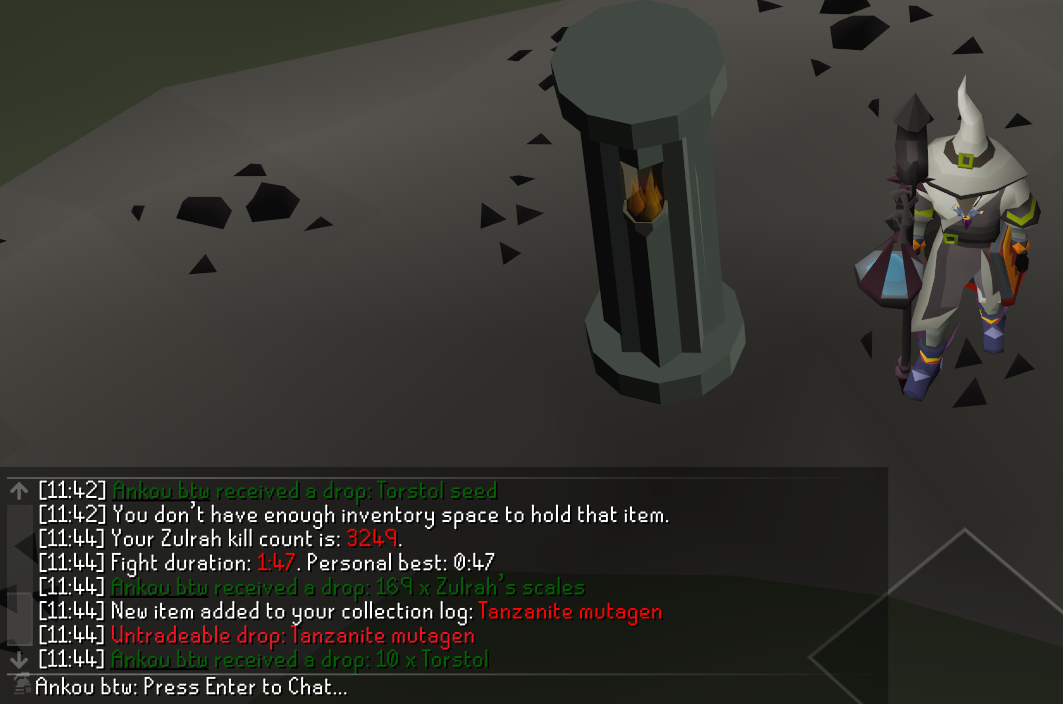 [11:42] Ankou btw received a drop: Torstol seed
[11:42] You don't have enough inventory space to hold that item.
[11:44] Your Zulrah kill count is: 3249.
[11:44] Fight duration: 1:47. Personal best: 0:47
[11:44] Ankou btw received a drop: 169 x Zulrah's scales
[11:44] New item added to your collection log: Tanzanite mutagen
[11:44] Untradeable drop: Tanzanite mutagen
[11:44] Ankou btw received a drop: 10 x Torstol
Ankou btw: Press Enter to Chat...